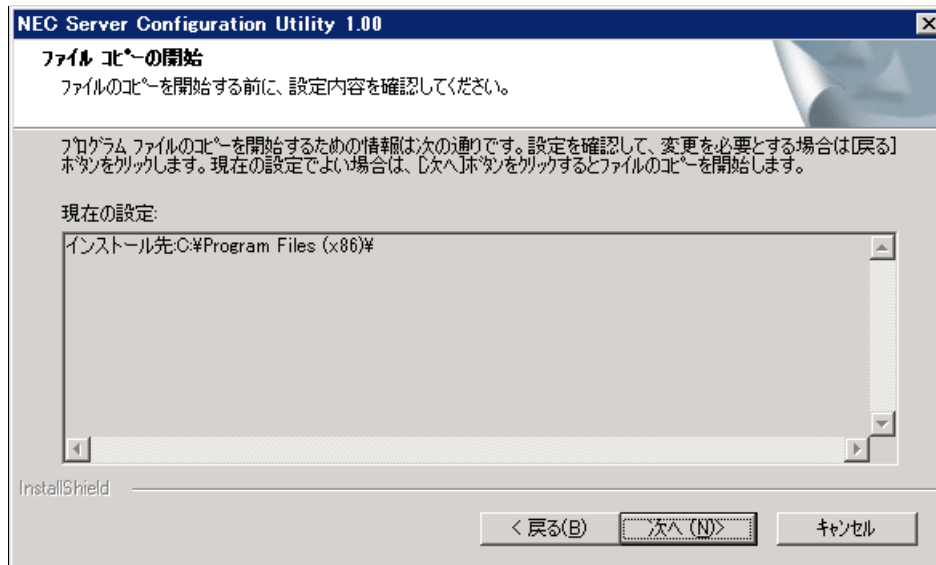 NEC Server Configuration Utility 1.00
ファイル コピーの開始
ファイルのコピーを開始する前に、設定内容を確認してください。
プログラム ファイルのコピーを開始するための情報は次の通りです。設定を確認して、変更を必要とする場合は[戻る]
ボタンをクリックします。現在の設定でよい場合は、[次へ]ボタンをクリックするとファイルのコピーを開始します。
現在の設定:
インストール先:C:¥Program Files (x86)¥
InstallShield
< 戻る(B)
次へ (N)>
キャンセル